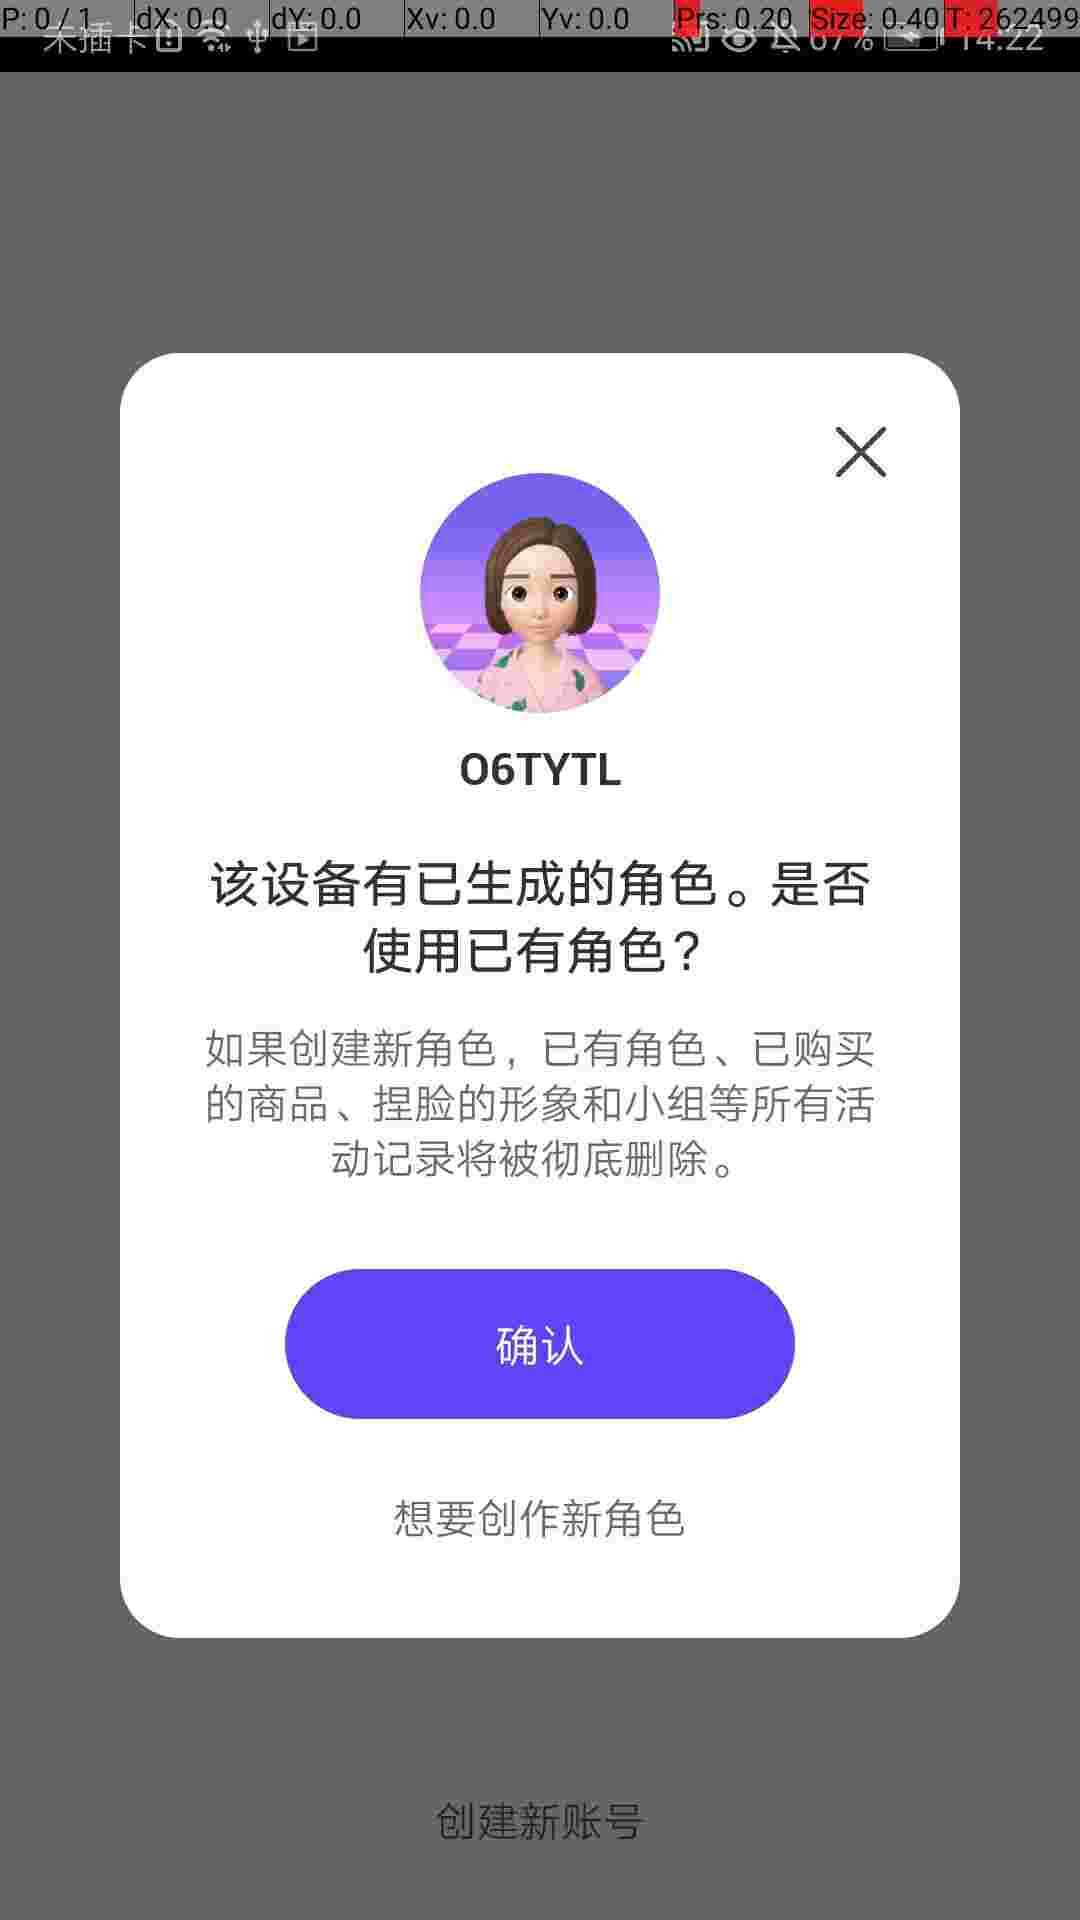 P: 0 / 1 dX: 0.0 dY: 0.0 Xv: 0.0 Yv: 0.0 Prs: 0.20 Size: 0.40 T: 262499
未插卡 67% 14:22
O6TYTL
该设备有已生成的角色。是否
使用已有角色？
如果创建新角色，已有角色、已购买
的商品、捏脸的形象和小组等所有活
动记录将被彻底删除。
确认
想要创作新角色
创建新账号